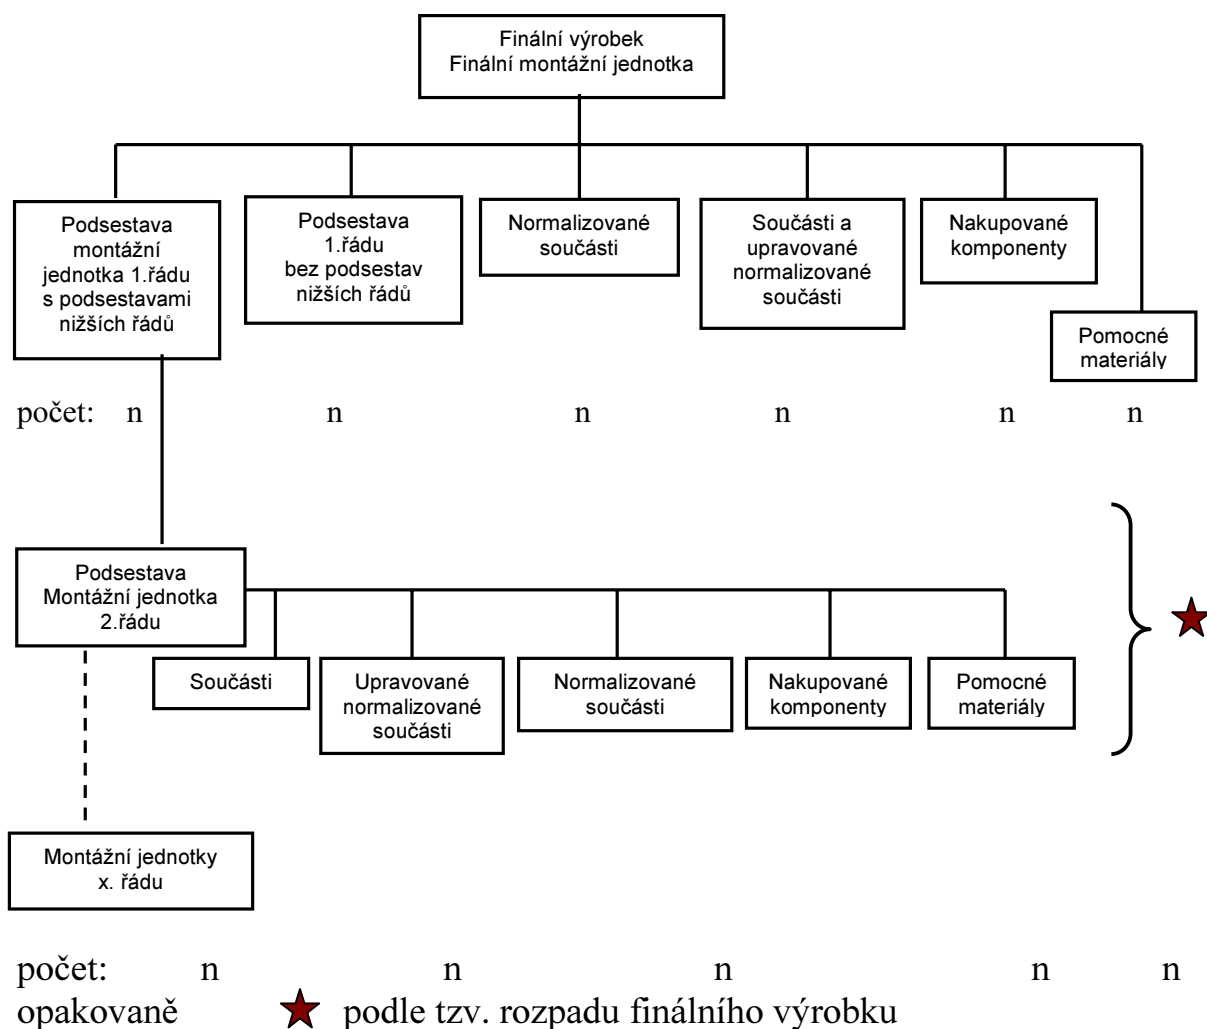 Finální výrobek
Finální montážní jednotka
Podsestava
montážní
jednotka 1.řádu
s podsestavami
nižších řádů
Podsestava
1.řádu
bez podsestav
nižších řádů
Normalizované
součásti
Součásti a
upravované
normalizované
součásti
Nakupované
komponenty
Pomocné
materiály
počet: n n n n n n
Podsestava
Montážní jednotka
2.řádu
Součásti
Upravované
normalizované
součásti
Normalizované
součásti
Nakupované
komponenty
Pomocné
materiály
Montážní jednotky
x. řádu
počet: n n n n n
opakovaně podle tzv. rozpadu finálního výrobku